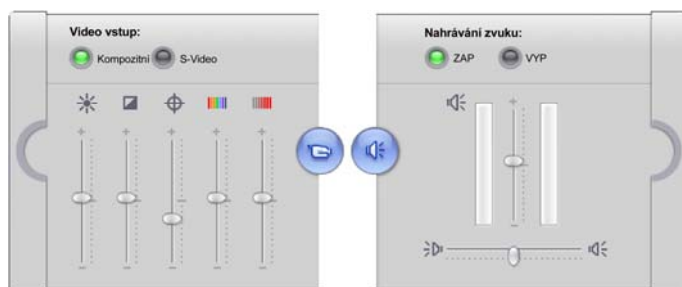 Video vstup:
Kompozitní S-Video
Nahrávání zvuku:
ZAP VYP